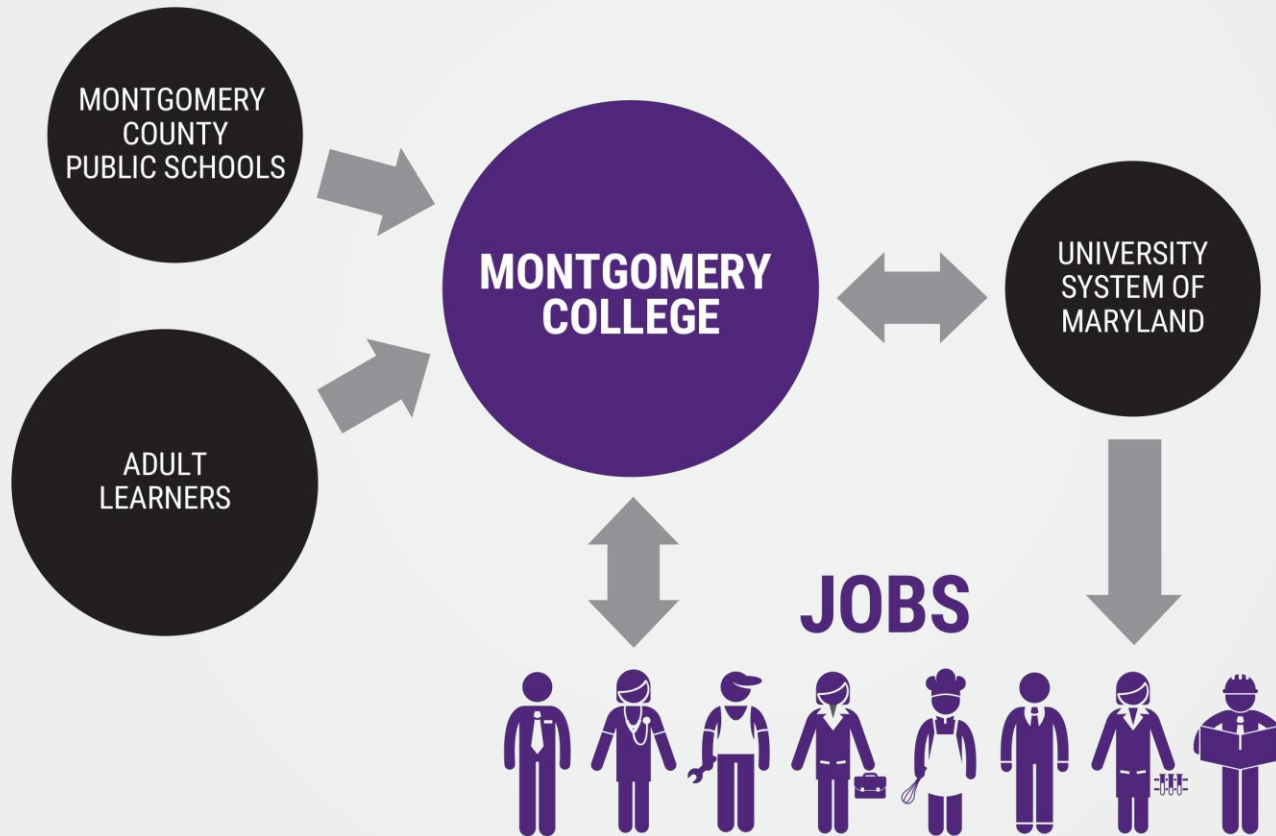 MONTGOMERY
COUNTY
PUBLIC SCHOOLS
ADULT
LEARNERS
MONTGOMERY
COLLEGE
UNIVERSITY
SYSTEM OF
MARYLAND
JOBS